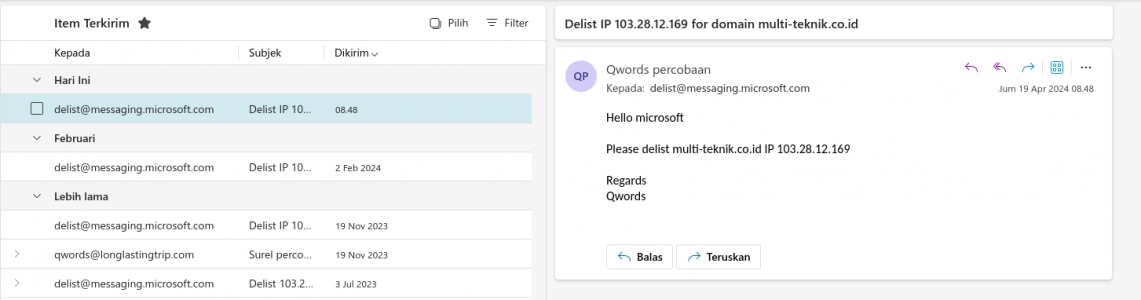 Item Terkirim
Pilih
Filter
Kepada
Subjek
Dikirim
Hari Ini
delist@messaging.microsoft.com Delist IP 10... 08.48
Februari
delist@messaging.microsoft.com Delist IP 10... 2 Feb 2024
Lebih lama
delist@messaging.microsoft.com Delist IP 10... 19 Nov 2023
qwords@longlastingtrip.com Surel perco... 19 Nov 2023
delist@messaging.microsoft.com Delist 103.2... 3 Jul 2023
Delist IP 103.28.12.169 for domain multi-teknik.co.id
QP
Qwords percobaan
Kepada: delist@messaging.microsoft.com
Jum 19 Apr 2024 08.48
Hello microsoft
Please delist multi-teknik.co.id IP 103.28.12.169
Regards
Qwords
Balas
Teruskan